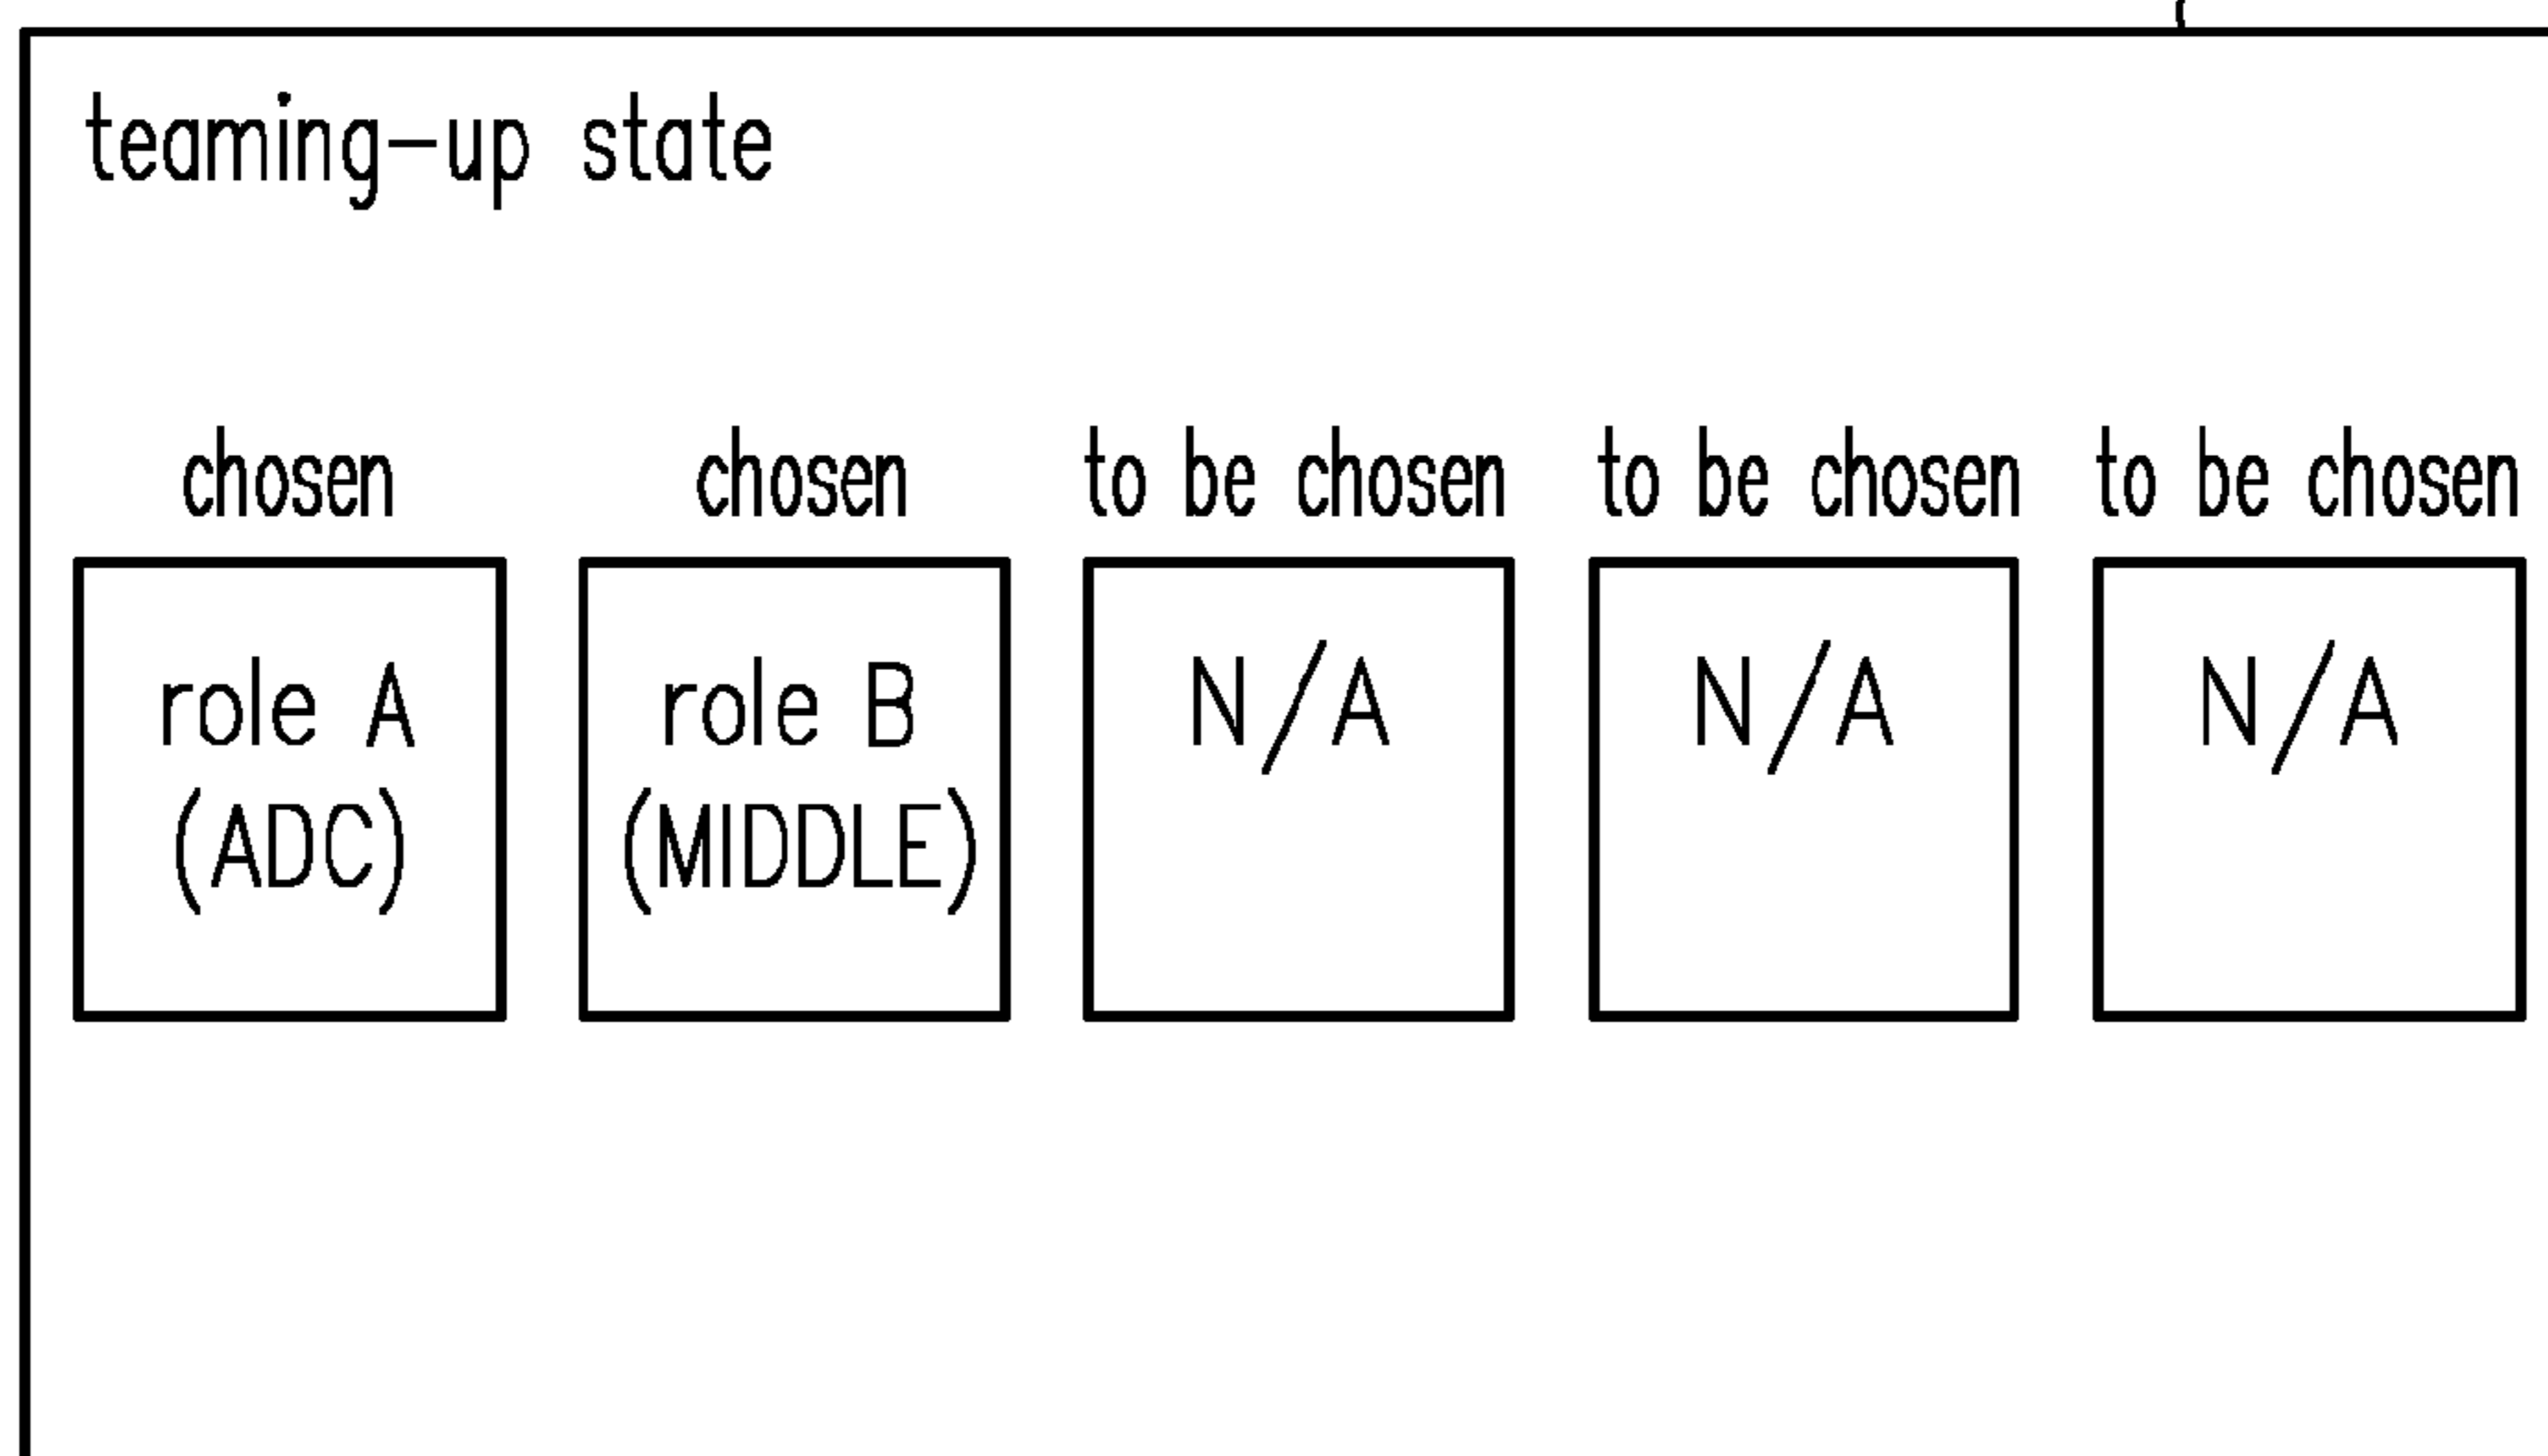 teaming-up state
chosen chosen to be chosen to be chosen to be chosen
role A role B N/A N/A N/A
(ADC) (MIDDLE)